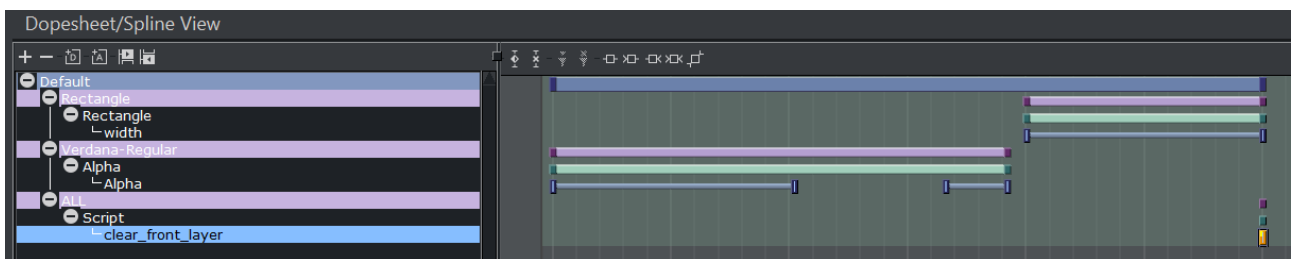 Dopesheet/Spline View
Default
Rectangle
Rectangle
width
Verdana-Regular
Alpha
Alpha
ALL
Script
clear_front_layer